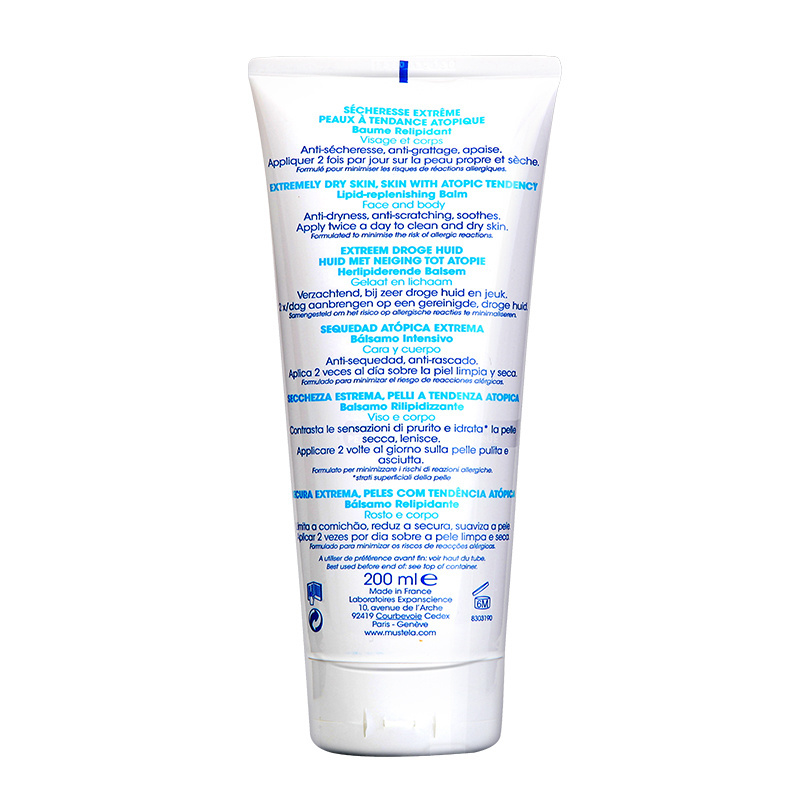 SÉCHERESSE EXTRÊME
PEAUX À TENDANCE ATOPIQUE
Baume Relipidant
Visage et corps.
Anti-sécheresse, anti-grattage, apaise.
Appliquer 2 fois par jour sur la peau propre et sèche.
Formulé pour minimiser les risques de réactions allergiques.
EXTREMELY DRY SKIN, SKIN WITH ATOPIC TENDENCY
Lipid-replenishing Balm
Face and body
Anti-dryness, anti-scratching, soothes.
Apply twice a day to clean and dry skin.
Formulated to minimise the risk of allergic reactions.
EXTREEM DROGE HUID
HUID MET NEIGING TOT ATOPIE
Herlipiderende Balsem
Gelaat en lichaam
Verzachtend, bij zeer droge huid en jeuk.
2 x/dag aanbrengen op een gereinigde, droge huid.
Samengesteld om het risico op allergische reacties te minimaliseren.
SEQUEDAD ATÓPICA EXTREMA
Bálsamo Intensivo
Cara y cuerpo
Anti-sequedad, anti-rascado.
Aplica 2 veces al día sobre la piel limpia y seca.
Formulado para minimizar el riesgo de reacciones alérgicas.
SECCHEZZA ESTREMA, PELLI A TENDENZA ATOPICA
Balsamo Rilipidizzante
Viso e corpo
Contrasta le sensazioni di prurito e idrata* la pelle
secca, lenisce.
Applicare 2 volte al giorno sulla pelle pulita e
asciutta.
Formulato per minimizzare i rischi di reazioni allergiche.
*strati superficiali della pelle
CURA EXTREMA, PELES COM TENDÊNCIA ATÓPICA
Bálsamo Relipidante
Rosto e corpo
imita a comichão, reduz a secura, suaviza a pele.
Aplicar 2 vezes por dia sobre a pele limpa e seca.
Formulado para minimizar os riscos de reacções alérgicas.
A utiliser de préférence avant fin: voir haut du tube.
Best used before end of: see top of container.
200 ml e
Made in France
Laboratoires Expanscience
10, avenue de l'Arche
92419 Courbevoie Cedex
Paris - Genève
www.mustela.com
6M
8303190